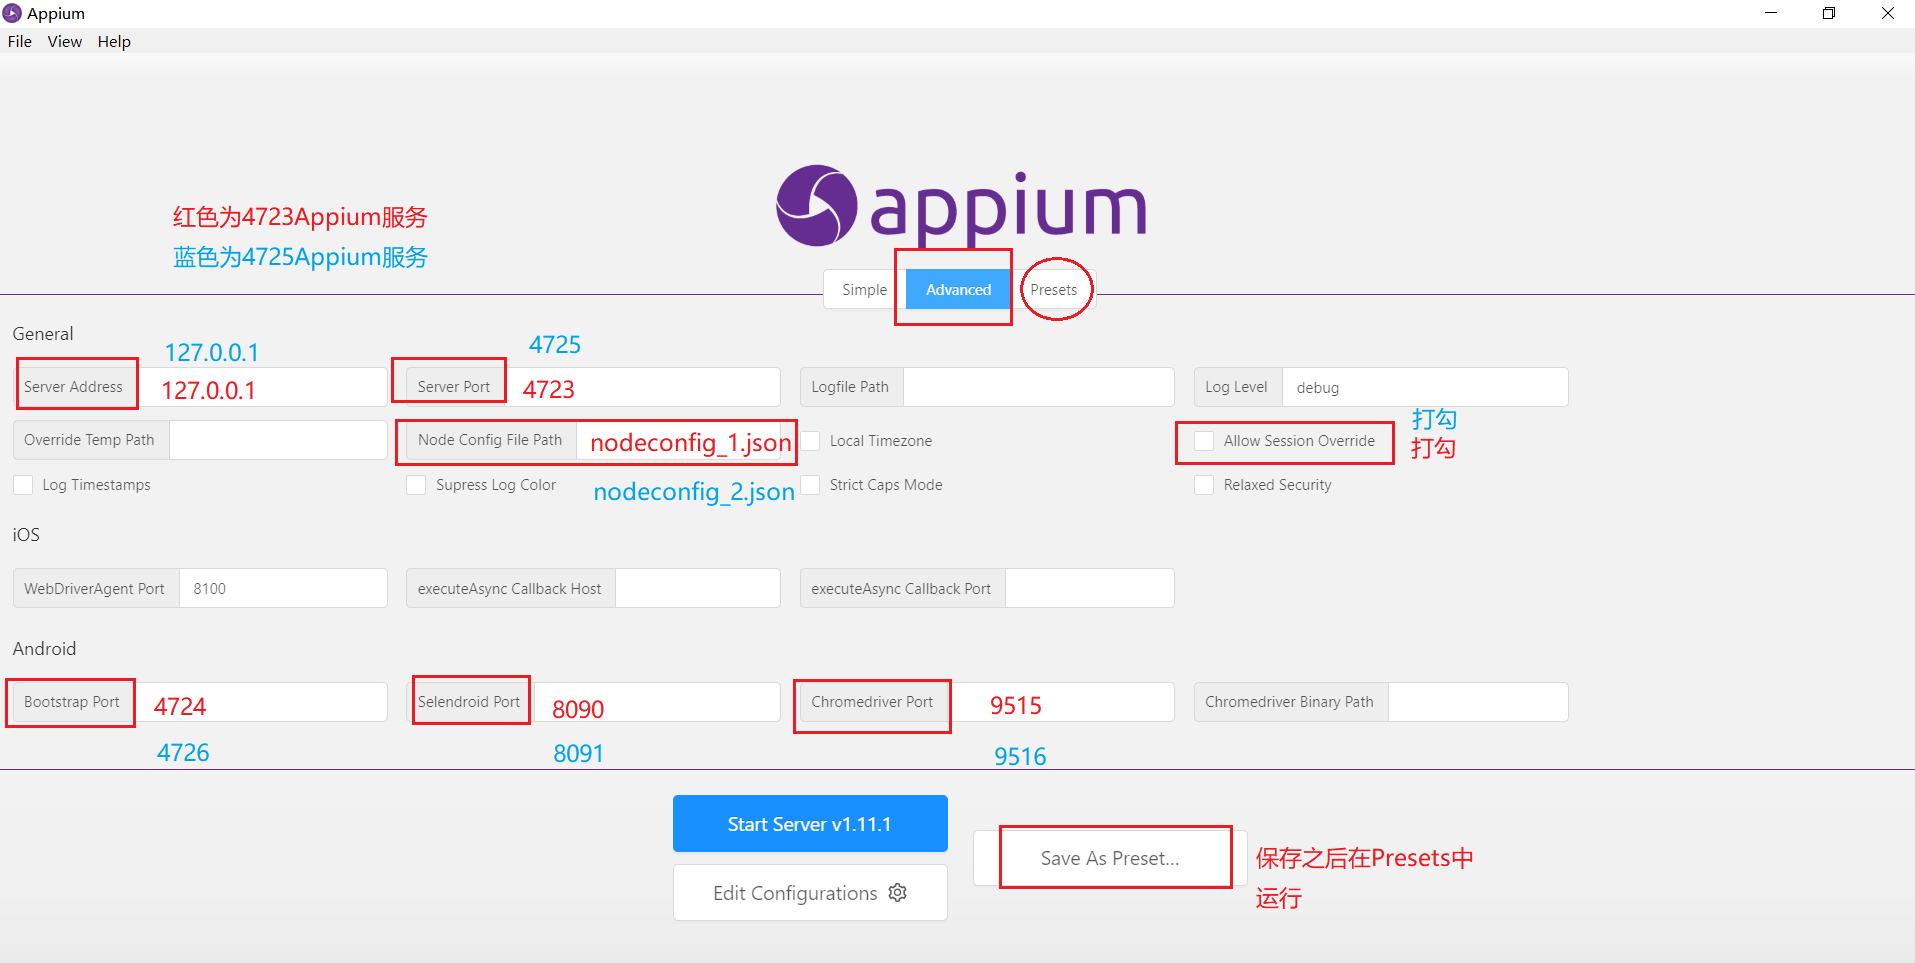 Appium
File View Help
appium
红色为4723Appium服务
蓝色为4725Appium服务
Simple Advanced Presets
General
127.0.0.1 4725
Server Address 127.0.0.1 Server Port 4723 Logfile Path Log Level debug
打勾
Override Temp Path Node Config File Path nodeconfig_1.json Local Timezone Allow Session Override 打勾
Log Timestamps Supress Log Color nodeconfig_2.json Strict Caps Mode Relaxed Security
iOS
WebDriverAgent Port 8100 executeAsync Callback Host executeAsync Callback Port
Android
Bootstrap Port 4724 Selendroid Port 8090 Chromedriver Port 9515 Chromedriver Binary Path
4726 8091 9516
Start Server v1.11.1
Save As Preset... 保存之后在Presets中
运行
Edit Configurations